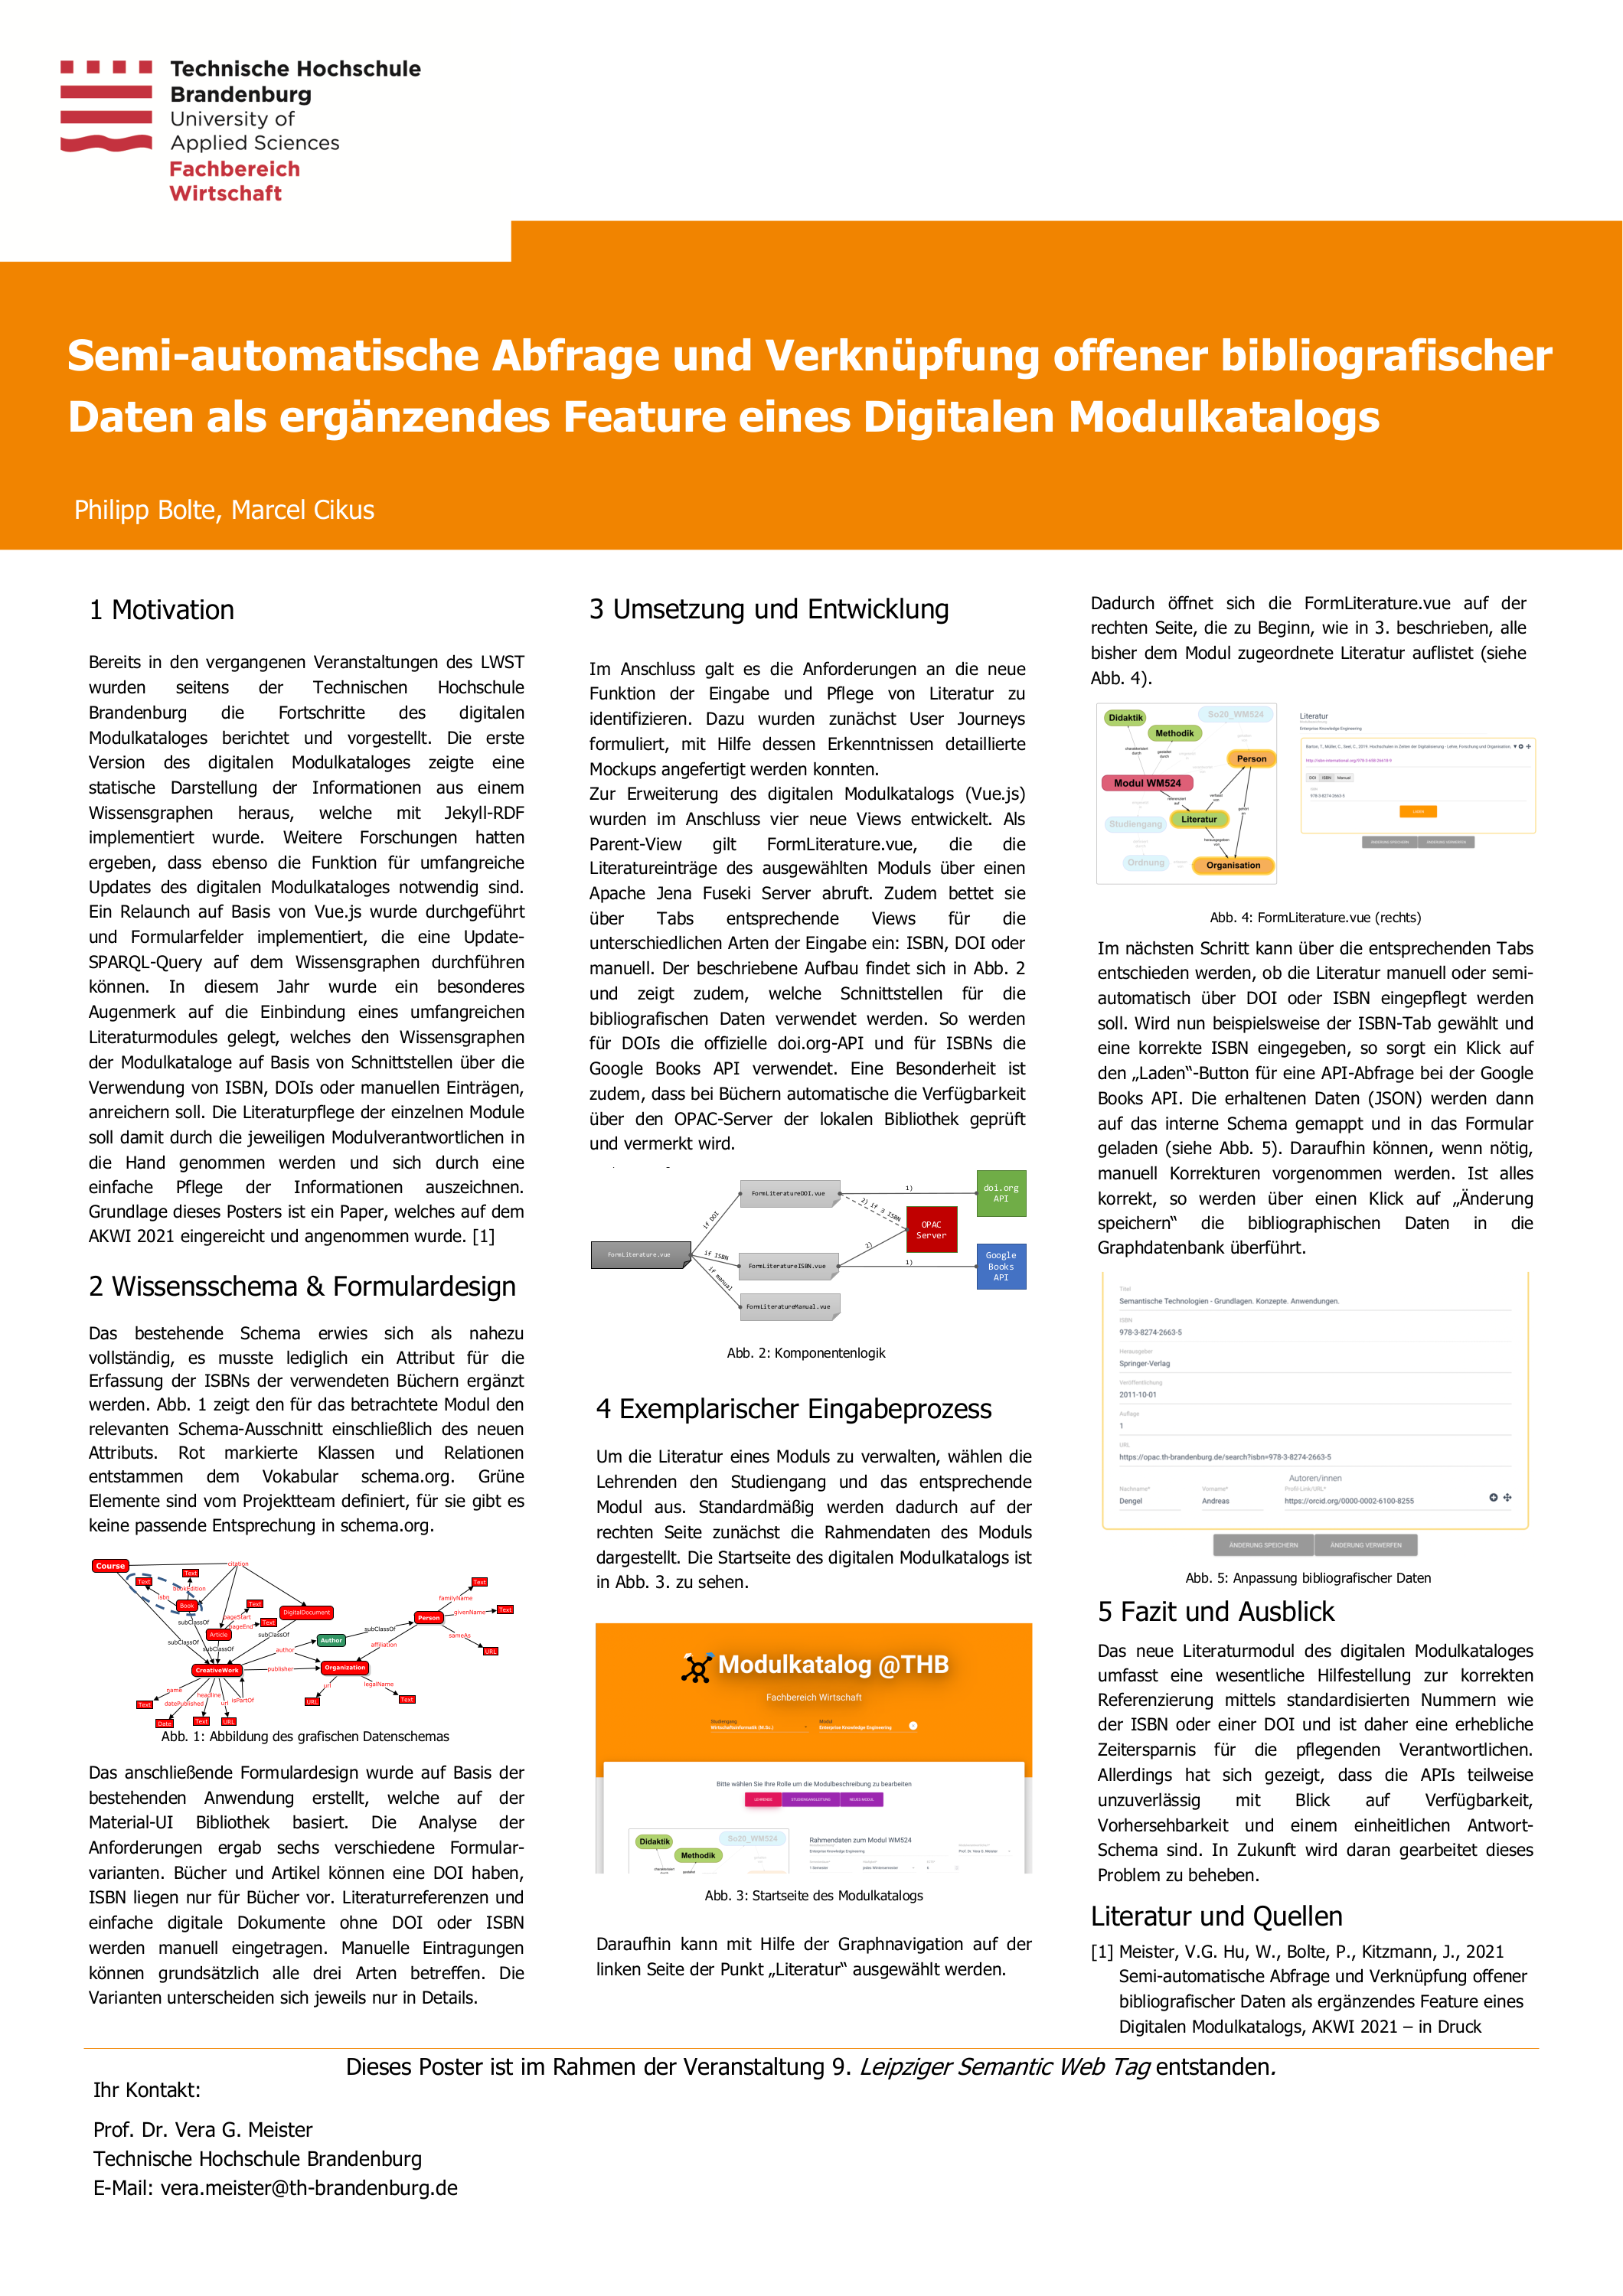 Technische Hochschule
Brandenburg
University of
Applied Sciences
Fachbereich
Wirtschaft
Semi-automatische Abfrage und Verknüpfung offener bibliografischer
Daten als ergänzendes Feature eines Digitalen Modulkatalogs
Philipp Bolte, Marcel Cikus
1 Motivation
Bereits in den vergangenen Veranstaltungen des LWST
wurden seitens der Technischen Hochschule
Brandenburg die Fortschritte des digitalen
Modulkataloges berichtet und vorgestellt. Die erste
Version des digitalen Modulkataloges zeigte eine
statische Darstellung der Informationen aus einem
Wissensgraphen heraus, welche mit Jekyll-RDF
implementiert wurde. Weitere Forschungen hatten
ergeben, dass ebenso die Funktion für umfangreiche
Updates des digitalen Modulkataloges notwendig sind.
Ein Relaunch auf Basis von Vue.js wurde durchgeführt
und Formularfelder implementiert, die eine Update-
SPARQL-Query auf dem Wissensgraphen durchführen
können. In diesem Jahr wurde ein besonderes
Augenmerk auf die Einbindung eines umfangreichen
Literaturmodules gelegt, welches den Wissensgraphen
der Modulkataloge auf Basis von Schnittstellen über die
Verwendung von ISBN, DOIs oder manuellen Einträgen,
anreichern soll. Die Literaturpflege der einzelnen Module
soll damit durch die jeweiligen Modulverantwortlichen in
die Hand genommen werden und sich durch eine
einfache Pflege der Informationen auszeichnen.
Grundlage dieses Posters ist ein Paper, welches auf dem
AKWI 2021 eingereicht und angenommen wurde. [1]
2 Wissensschema & Formulardesign
Das bestehende Schema erwies sich als nahezu
vollständig, es musste lediglich ein Attribut für die
Erfassung der ISBNs der verwendeten Büchern ergänzt
werden. Abb. 1 zeigt den für das betrachtete Modul den
relevanten Schema-Ausschnitt einschließlich des neuen
Attributs. Rot markierte Klassen und Relationen
entstammen dem Vokabular schema.org. Grüne
Elemente sind vom Projektteam definiert, für sie gibt es
keine passende Entsprechung in schema.org.
Course
citation
Text
Text
bookEdition
isbn
Book
Text
DigitalDocument
pageStart
Text
pageEnd
subClassOf
Article
subClassOf
subClassOf
subClassOf
Author
author
subClassOf
Person
familyName
Text
givenName
Text
sameAs
URL
affiliation
CreativeWork
publisher
Organization
url
URL
legalName
Text
name
Text
datePublished
Date
headline
Text
url
URL
isPartOf
Abb. 1: Abbildung des grafischen Datenschemas
Das anschließende Formulardesign wurde auf Basis der
bestehenden Anwendung erstellt, welche auf der
Material-UI Bibliothek basiert. Die Analyse der
Anforderungen ergab sechs verschiedene Formular-
varianten. Bücher und Artikel können eine DOI haben,
ISBN liegen nur für Bücher vor. Literaturreferenzen und
einfache digitale Dokumente ohne DOI oder ISBN
werden manuell eingetragen. Manuelle Eintragungen
können grundsätzlich alle drei Arten betreffen. Die
Varianten unterscheiden sich jeweils nur in Details.
3 Umsetzung und Entwicklung
Im Anschluss galt es die Anforderungen an die neue
Funktion der Eingabe und Pflege von Literatur zu
identifizieren. Dazu wurden zunächst User Journeys
formuliert, mit Hilfe dessen Erkenntnissen detaillierte
Mockups angefertigt werden konnten.
Zur Erweiterung des digitalen Modulkatalogs (Vue.js)
wurden im Anschluss vier neue Views entwickelt. Als
Parent-View gilt FormLiterature.vue, die die
Literatureinträge des ausgewählten Moduls über einen
Apache Jena Fuseki Server abruft. Zudem bettet sie
über Tabs entsprechende Views für die
unterschiedlichen Arten der Eingabe ein: ISBN, DOI oder
manuell. Der beschriebene Aufbau findet sich in Abb. 2
und zeigt zudem, welche Schnittstellen für die
bibliografischen Daten verwendet werden. So werden
für DOIs die offizielle doi.org-API und für ISBNs die
Google Books API verwendet. Eine Besonderheit ist
zudem, dass bei Büchern automatische die Verfügbarkeit
über den OPAC-Server der lokalen Bibliothek geprüft
und vermerkt wird.
FormLiterature.vue
if DOI
if ISBN
if manual
FormLiteratureDOI.vue
FormLiteratureISBN.vue
FormLiteratureManual.vue
1)
2) if ∃ ISBN
2)
1)
doi.org
API
OPAC
Server
Google
Books
API
Abb. 2: Komponentenlogik
4 Exemplarischer Eingabeprozess
Um die Literatur eines Moduls zu verwalten, wählen die
Lehrenden den Studiengang und das entsprechende
Modul aus. Standardmäßig werden dadurch auf der
rechten Seite zunächst die Rahmendaten des Moduls
dargestellt. Die Startseite des digitalen Modulkatalogs ist
in Abb. 3. zu sehen.
Modulkatalog @THB
Fachbereich Wirtschaft
Studiengang
Wirtschaftsinformatik (M.Sc.)
Modul
Enterprise Knowledge Engineering
Bitte wählen Sie Ihre Rolle um die Modulbeschreibung zu bearbeiten
LEHRENDE
STUDIENGANGLEITUNG
NEUES MODUL
Didaktik
So20_WM524
Methodik
Rahmendaten zum Modul WM524
Enterprise Knowledge Engineering
Prof. Dr. Vera G. Meister
Abb. 3: Startseite des Modulkatalogs
Daraufhin kann mit Hilfe der Graphnavigation auf der
linken Seite der Punkt „Literatur“ ausgewählt werden.
Dadurch öffnet sich die FormLiterature.vue auf der
rechten Seite, die zu Beginn, wie in 3. beschrieben, alle
bisher dem Modul zugeordnete Literatur auflistet (siehe
Abb. 4).
Didaktik
So20_WM524
Methodik
Person
Modul WM524
Studiengang
Literatur
Ordnung
Organisation
Literatur
Enterprise Knowledge Engineering
DOI
ISBN
Manual
978-3-8274-2663-5
LADEN
ÄNDERUNG SPEICHERN
ÄNDERUNG VERWERFEN
Abb. 4: FormLiterature.vue (rechts)
Im nächsten Schritt kann über die entsprechenden Tabs
entschieden werden, ob die Literatur manuell oder semi-
automatisch über DOI oder ISBN eingepflegt werden
soll. Wird nun beispielsweise der ISBN-Tab gewählt und
eine korrekte ISBN eingegeben, so sorgt ein Klick auf
den „Laden“-Button für eine API-Abfrage bei der Google
Books API. Die erhaltenen Daten (JSON) werden dann
auf das interne Schema gemappt und in das Formular
geladen (siehe Abb. 5). Daraufhin können, wenn nötig,
manuell Korrekturen vorgenommen werden. Ist alles
korrekt, so werden über einen Klick auf „Änderung
speichern“ die bibliographischen Daten in die
Graphdatenbank überführt.
Titel
Semantische Technologien - Grundlagen. Konzepte. Anwendungen.
ISBN
978-3-8274-2663-5
Herausgeber
Springer-Verlag
Veröffentlichung
2011-10-01
Auflage
1
URL
https://opac.th-brandenburg.de/search?isbn=978-3-8274-2663-5
Autoren/innen
Nachname*
Vorname*
Profil-Link/URL*
Dengel
Andreas
https://orcid.org/0000-0002-6100-8255
ÄNDERUNG SPEICHERN
ÄNDERUNG VERWERFEN
Abb. 5: Anpassung bibliografischer Daten
5 Fazit und Ausblick
Das neue Literaturmodul des digitalen Modulkataloges
umfasst eine wesentliche Hilfestellung zur korrekten
Referenzierung mittels standardisierten Nummern wie
der ISBN oder einer DOI und ist daher eine erhebliche
Zeitersparnis für die pflegenden Verantwortlichen.
Allerdings hat sich gezeigt, dass die APIs teilweise
unzuverlässig mit Blick auf Verfügbarkeit,
Vorhersehbarkeit und einem einheitlichen Antwort-
Schema sind. In Zukunft wird daran gearbeitet dieses
Problem zu beheben.
Literatur und Quellen
[1] Meister, V.G. Hu, W., Bolte, P., Kitzmann, J., 2021
Semi-automatische Abfrage und Verknüpfung offener
bibliografischer Daten als ergänzendes Feature eines
Digitalen Modulkatalogs, AKWI 2021 – in Druck
Dieses Poster ist im Rahmen der Veranstaltung 9. Leipziger Semantic Web Tag entstanden.
Ihr Kontakt:
Prof. Dr. Vera G. Meister
Technische Hochschule Brandenburg
E-Mail: vera.meister@th-brandenburg.de